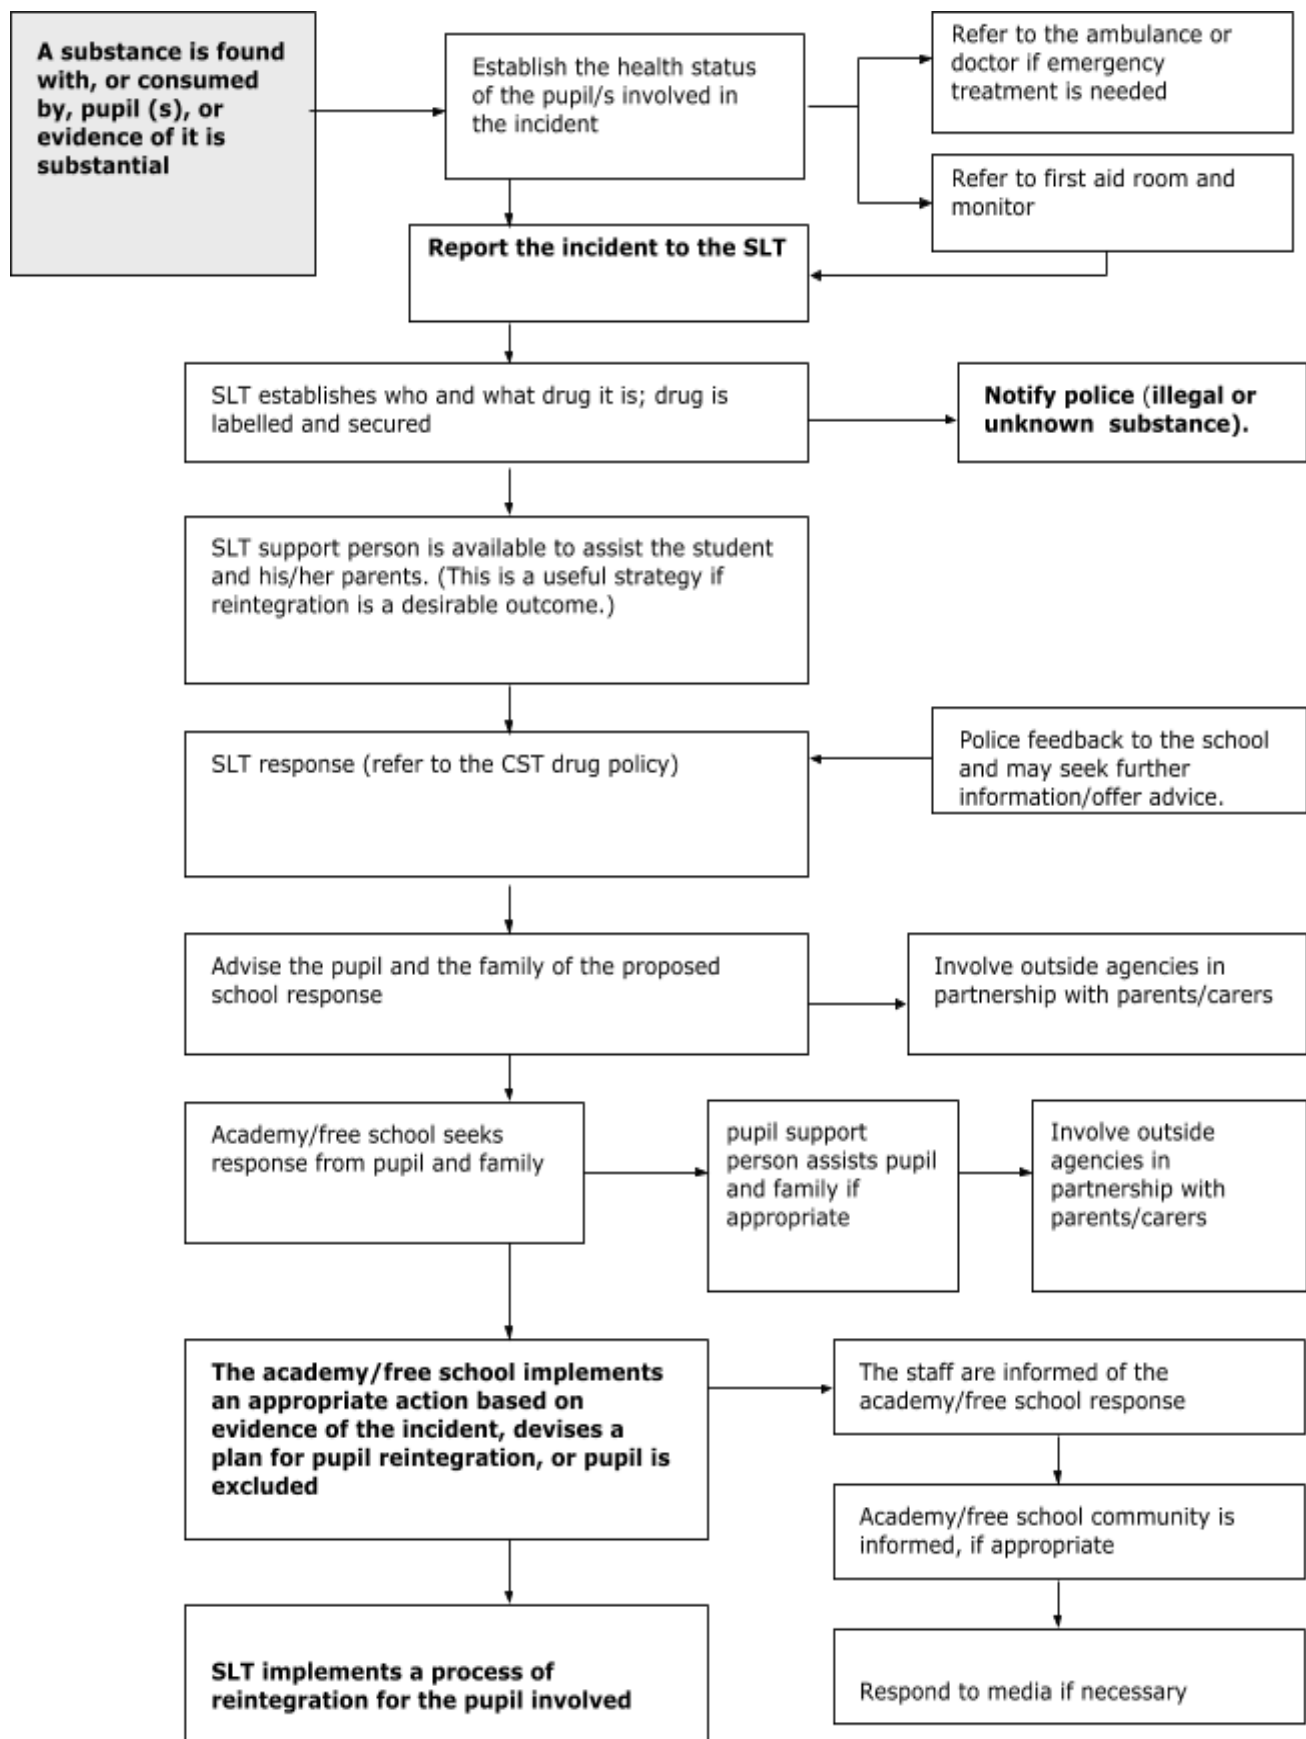 A substance is found
with, or consumed
by, pupil (s), or
evidence of it is
substantial
Establish the health status
of the pupil/s involved in
the incident
Refer to the ambulance or
doctor if emergency
treatment is needed
Refer to first aid room and
monitor
Report the incident to the SLT
SLT establishes who and what drug it is; drug is
labelled and secured
Notify police (illegal or
unknown substance).
SLT support person is available to assist the student
and his/her parents. (This is a useful strategy if
reintegration is a desirable outcome.)
SLT response (refer to the CST drug policy)
Police feedback to the school
and may seek further
information/offer advice.
Advise the pupil and the family of the proposed
school response
Involve outside agencies in
partnership with parents/carers
Academy/free school seeks
response from pupil and family
pupil support
person assists pupil
and family if
appropriate
Involve outside
agencies in
partnership with
parents/carers
The academy/free school implements
an appropriate action based on
evidence of the incident, devises a
plan for pupil reintegration, or pupil is
excluded
The staff are informed of the
academy/free school response
Academy/free school community is
informed, if appropriate
SLT implements a process of
reintegration for the pupil involved
Respond to media if necessary